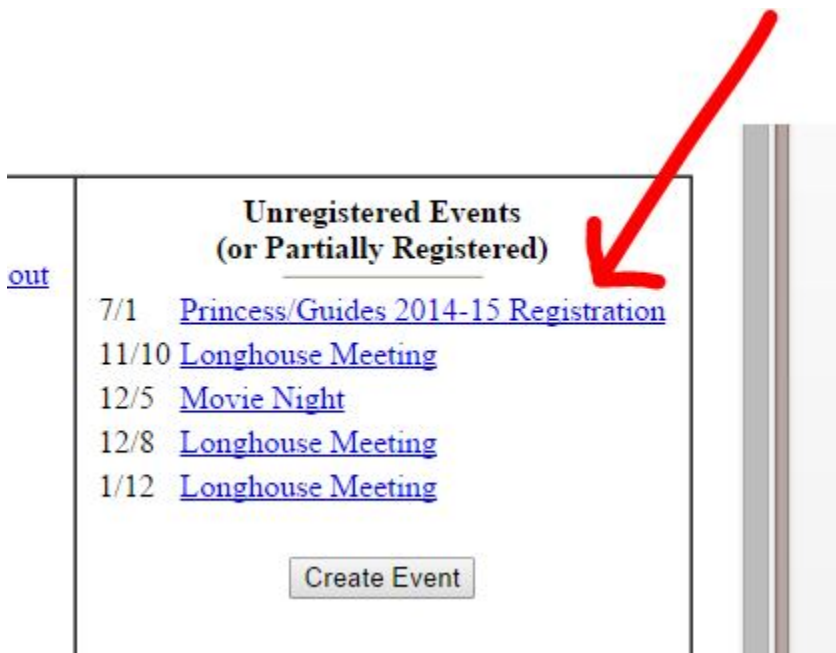 Unregistered Events
(or Partially Registered)
out
7/1 Princess/Guides 2014-15 Registration
11/10 Longhouse Meeting
12/5 Movie Night
12/8 Longhouse Meeting
1/12 Longhouse Meeting
Create Event